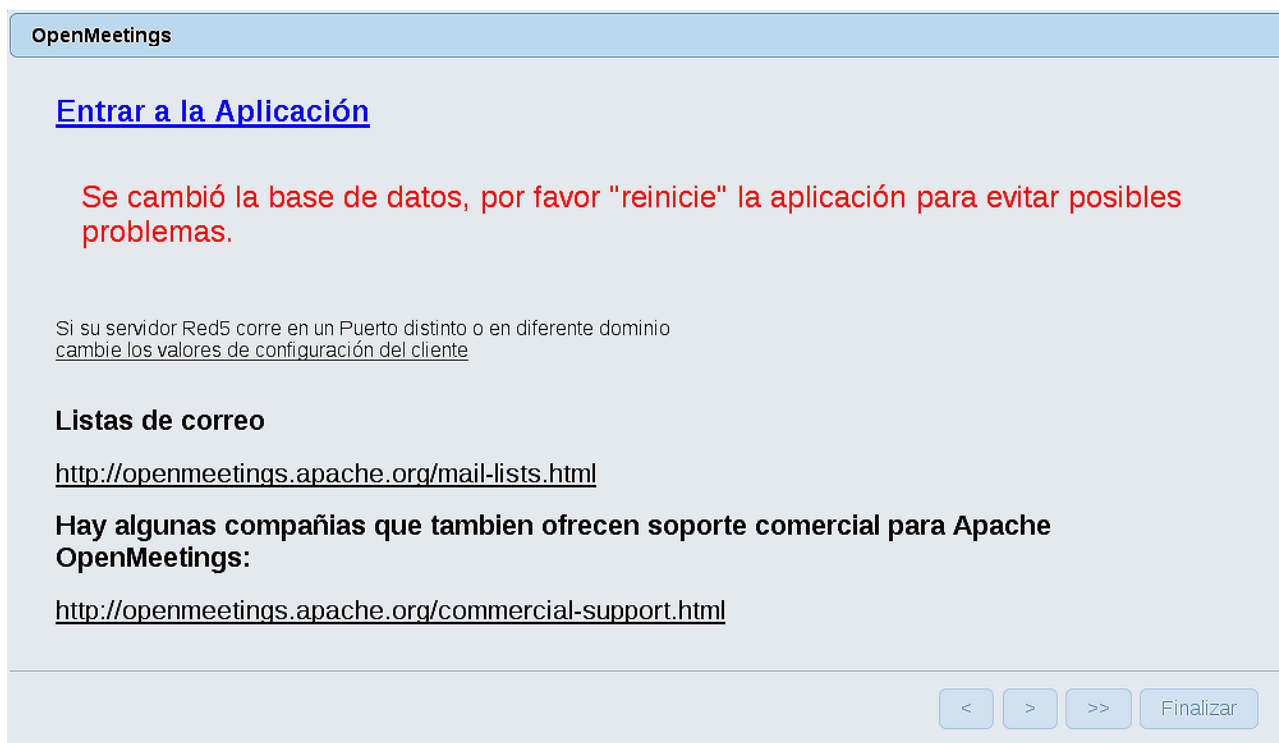 OpenMeetings
Entrar a la Aplicación
Se cambió la base de datos, por favor "reinicie" la aplicación para evitar posibles
problemas.
Si su servidor Red5 corre en un Puerto distinto o en diferente dominio
cambie los valores de configuración del cliente
Listas de correo
http://openmeetings.apache.org/mail-lists.html
Hay algunas compañias que tambien ofrecen soporte comercial para Apache
OpenMeetings:
http://openmeetings.apache.org/commercial-support.html
< > >> Finalizar